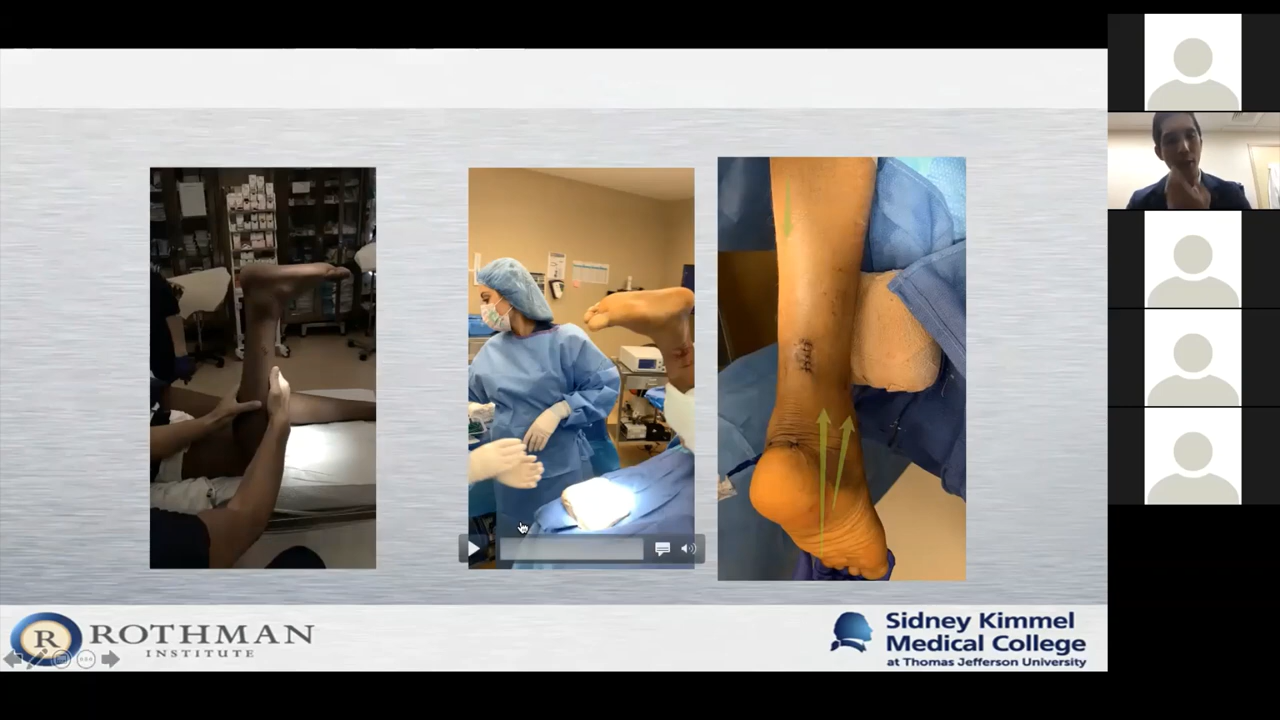 R ROTHMAN
INSTITUTE
Sidney Kimmel
Medical College
at Thomas Jefferson University